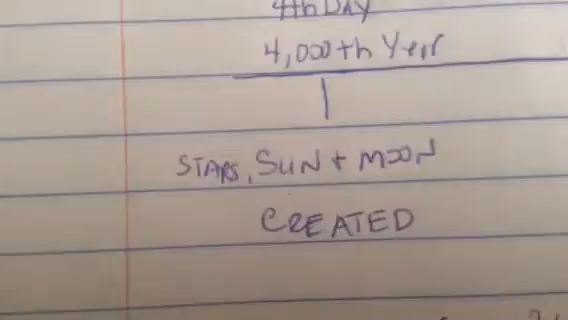 4th DAY
4,000th Year
STARS, SUN + MOON
CREATED